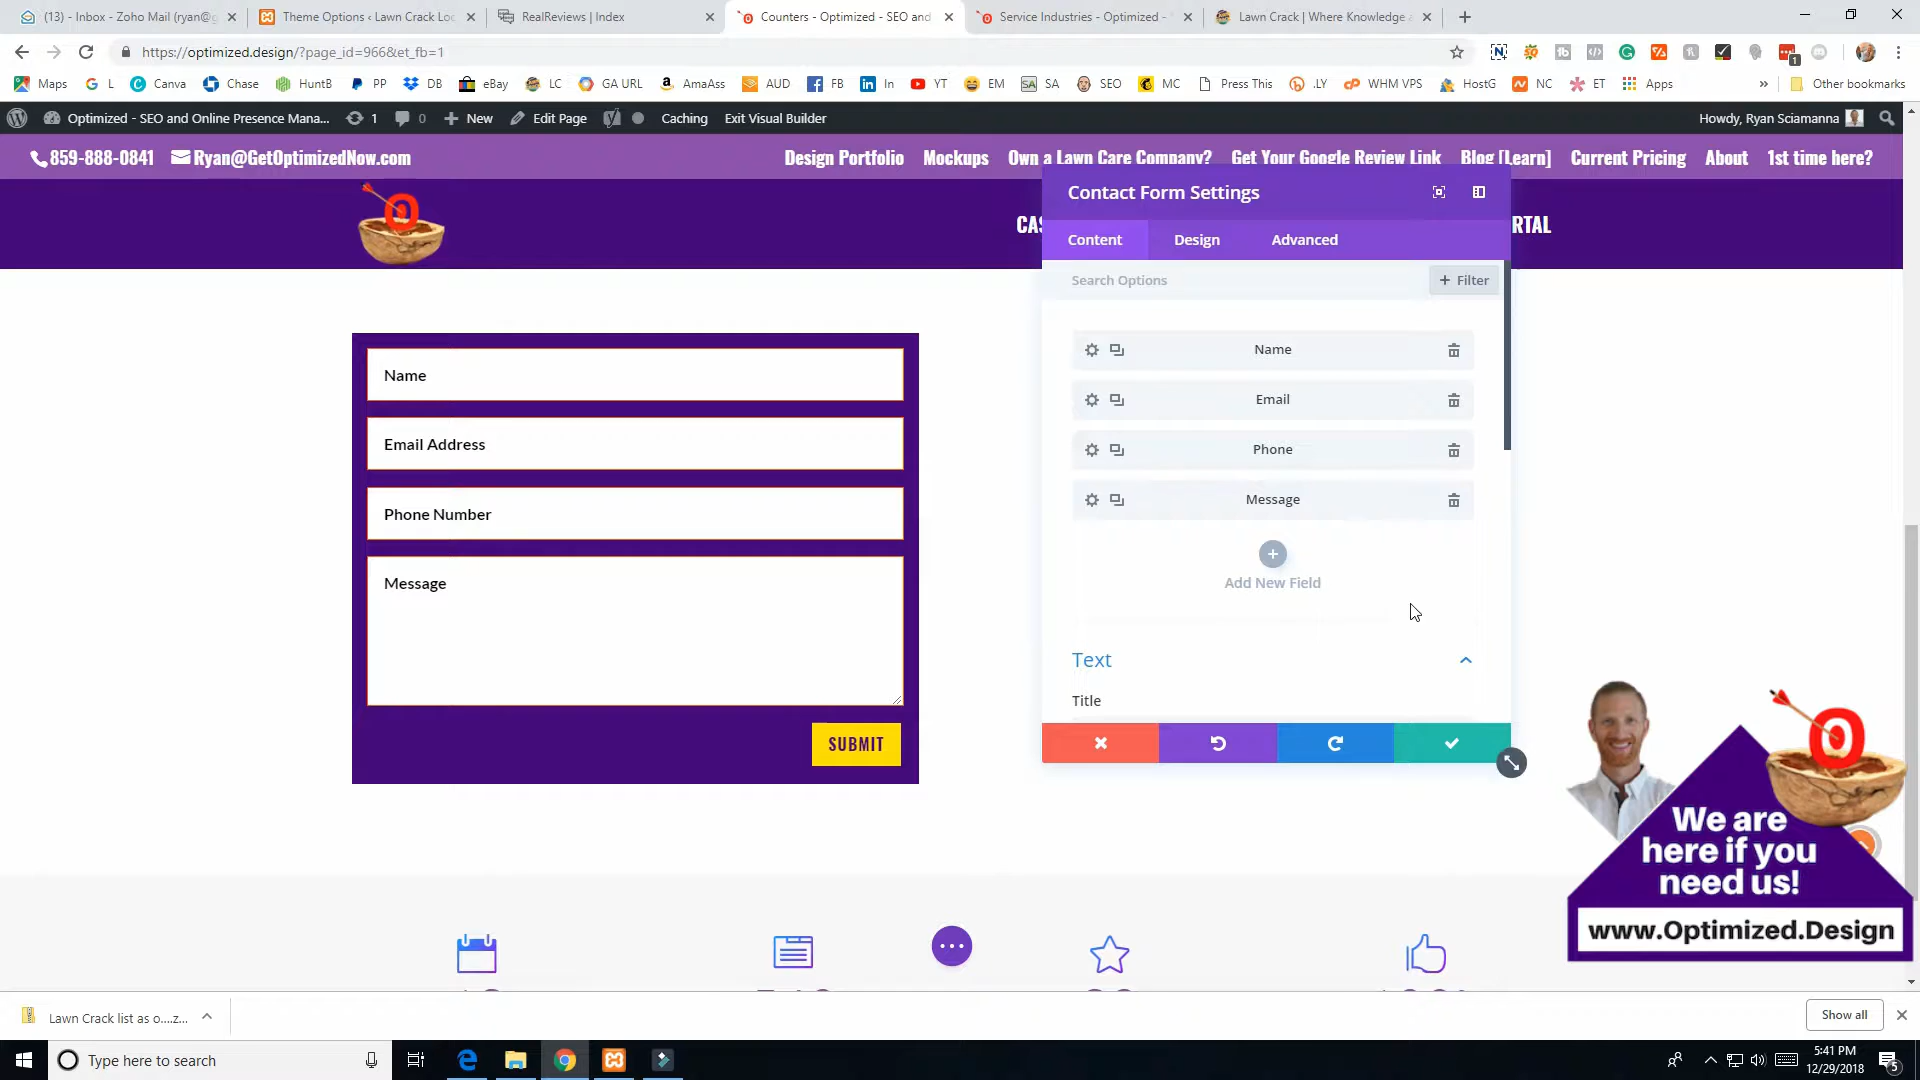 (13) - Inbox - Zoho Mail (ryan@g
Theme Options ‹ Lawn Crack Loc
RealReviews | Index
Counters - Optimized - SEO and
Service Industries - Optimized -
Lawn Crack | Where Knowledge
https://optimized.design/?page_id=966&et_fb=1
1
Maps
G L
Canva
Chase
HuntB
PP
DB
eBay
LC
GA URL
AmaAss
AUD
FB
In
YT
EM
SA
SEO
MC
Press This
.LY
WHM VPS
HostG
NC
ET
Apps
»
Other bookmarks
Optimized - SEO and Online Presence Mana...
1
0
New
Edit Page
Caching
Exit Visual Builder
Howdy, Ryan Sciamanna
859-888-0841
Ryan@GetOptimizedNow.com
Design Portfolio
Mockups
Own a Lawn Care Company?
Get Your Google Review Link
Blog [Learn]
Current Pricing
About
1st time here?
CAS
RTAL
Contact Form Settings
Content
Design
Advanced
Search Options
+ Filter
Name
Email
Phone
Message
Add New Field
Text
Title
Name
Email Address
Phone Number
Message
SUBMIT
We are
here if you
need us!
www.Optimized.Design
Lawn Crack list as o....z...
Show all
Type here to search
5:41 PM
12/29/2018
5